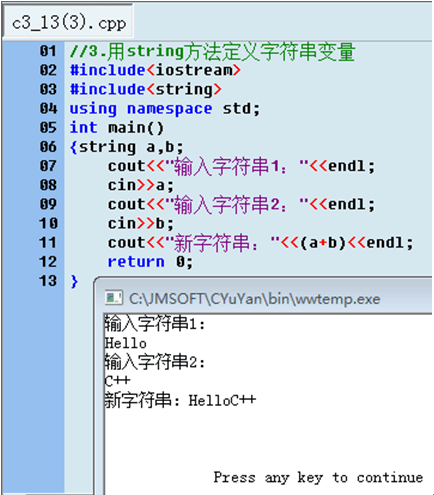 c3_13(3).cpp
01 //3.用string方法定义字符串变量
02 #include<iostream>
03 #include<string>
04 using namespace std;
05 int main()
06 {string a,b;
07 cout<<"输入字符串1："<<endl;
08 cin>>a;
09 cout<<"输入字符串2："<<endl;
10 cin>>b;
11 cout<<"新字符串："<<(a+b)<<endl;
12 return 0;
13 }
C:\JMSOFT\CYuYan\bin\wwtemp.exe
输入字符串1：
Hello
输入字符串2：
C++
新字符串：HelloC++
Press any key to continue